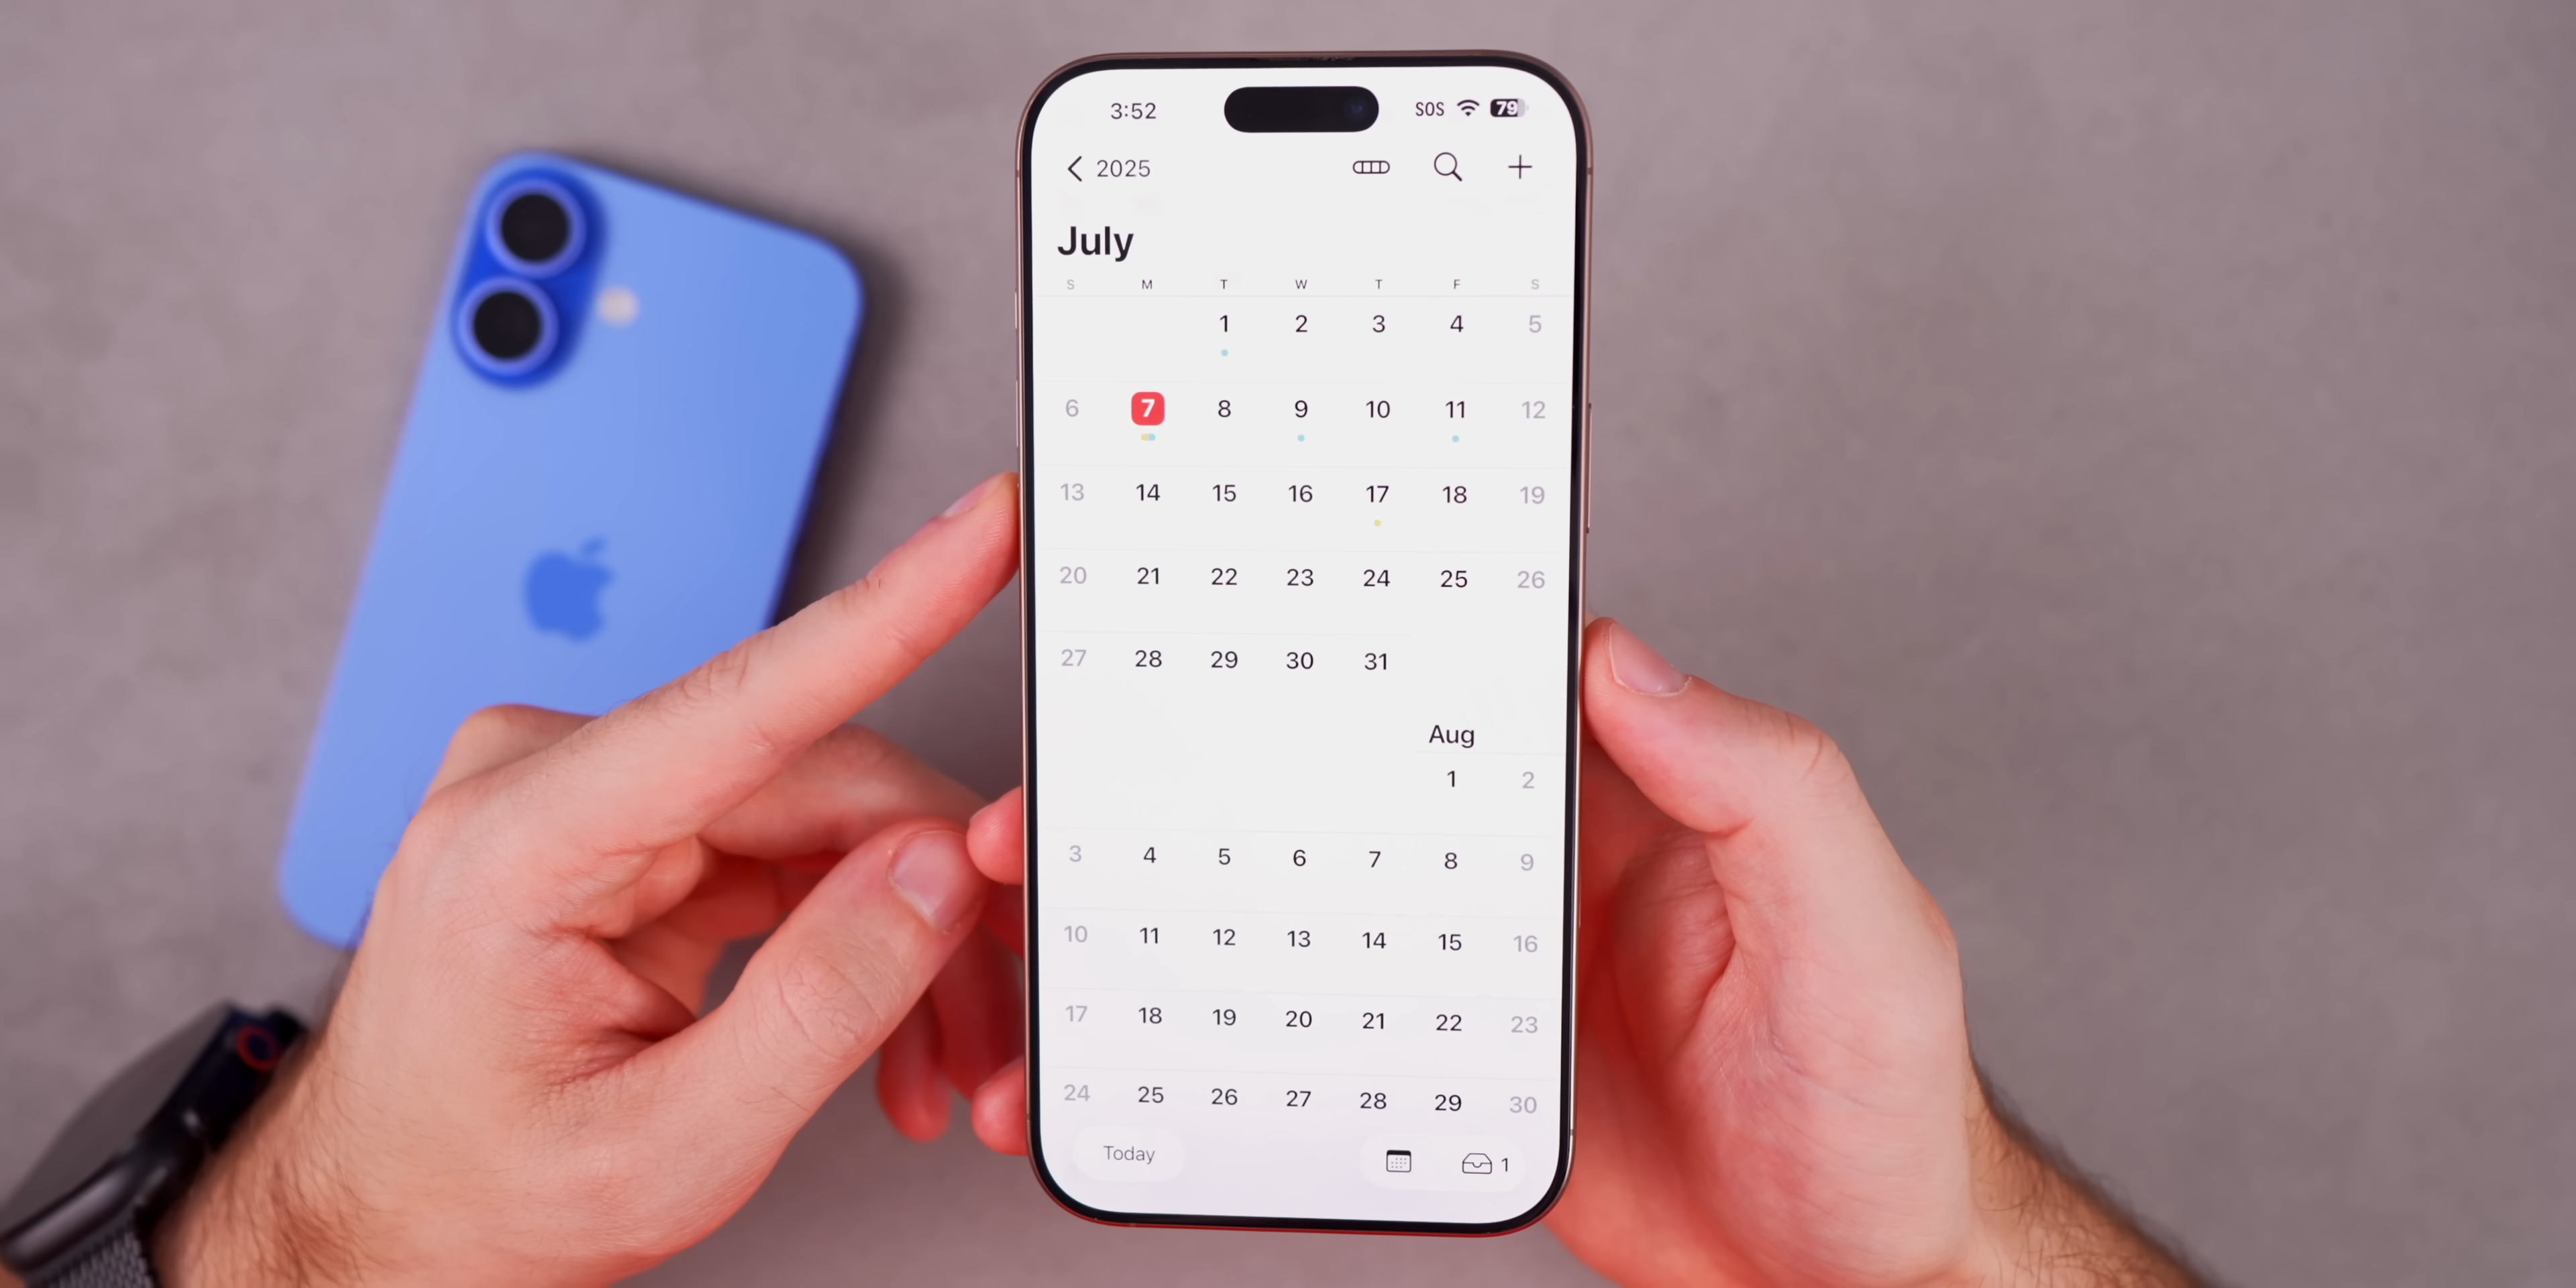 3:52 SOS 79
2025
July
S M T W T F S
1 2 3 4 5
6 7 8 9 10 11 12
13 14 15 16 17 18 19
20 21 22 23 24 25 26
27 28 29 30 31
Aug
1 2
3 4 5 6 7 8 9
10 11 12 13 14 15 16
17 18 19 20 21 22 23
24 25 26 27 28 29 30
Today 1